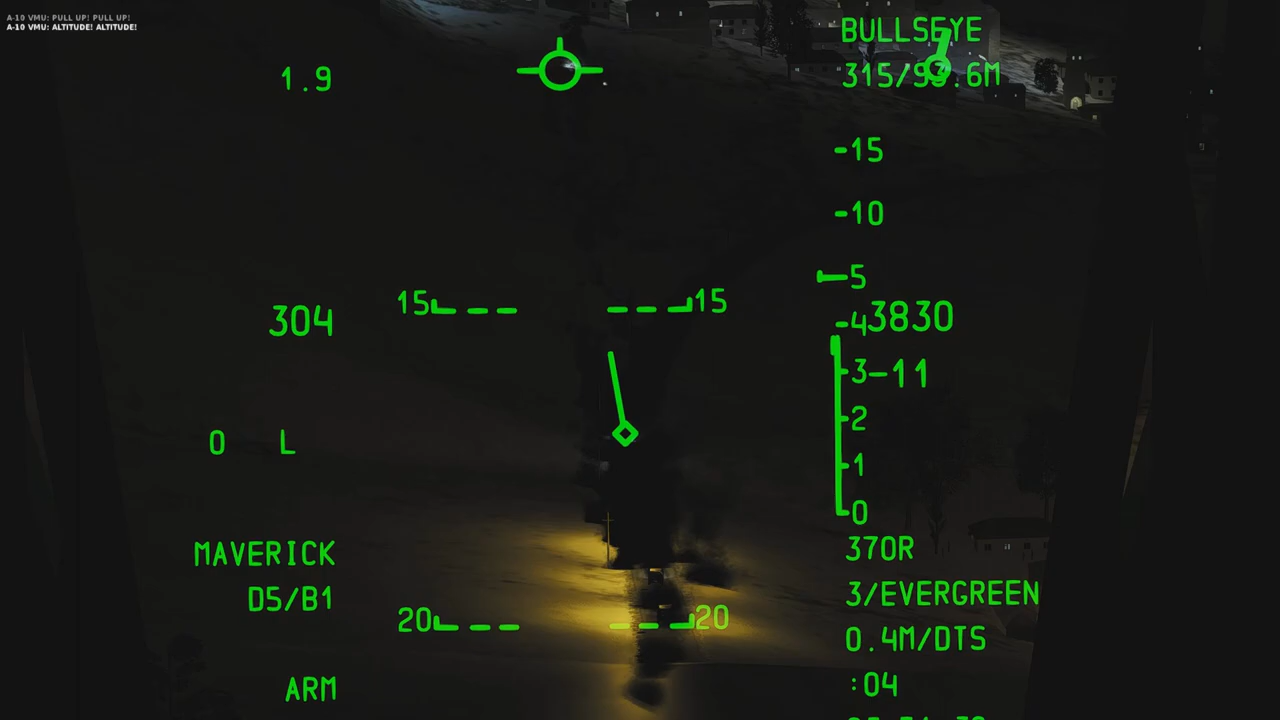 A-10 VMU: PULL UP! PULL UP!
A-10 VMU: ALTITUDE! ALTITUDE!
BULLSEYE
1.9
-15
-10
5
15 15
304
-4 3830
3-11
2
0 L
1
0
MAVERICK
370R
D5/B1
3/EVERGREEN
20 20
0.4M/DTS
ARM
:04